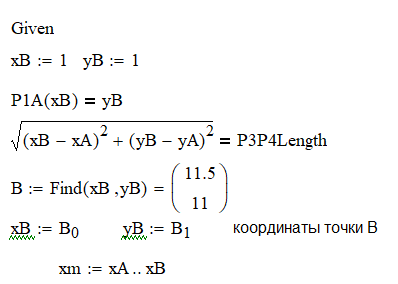 Given
xB := 1 yB := 1
P1A(xB) = yB
√((xB − xA)² + (yB − yA)²) = P3P4Length
B := Find(xB ,yB) = (11.5 11)
xB := B₀ yB := B₁ координаты точки В
xm := xA .. xB